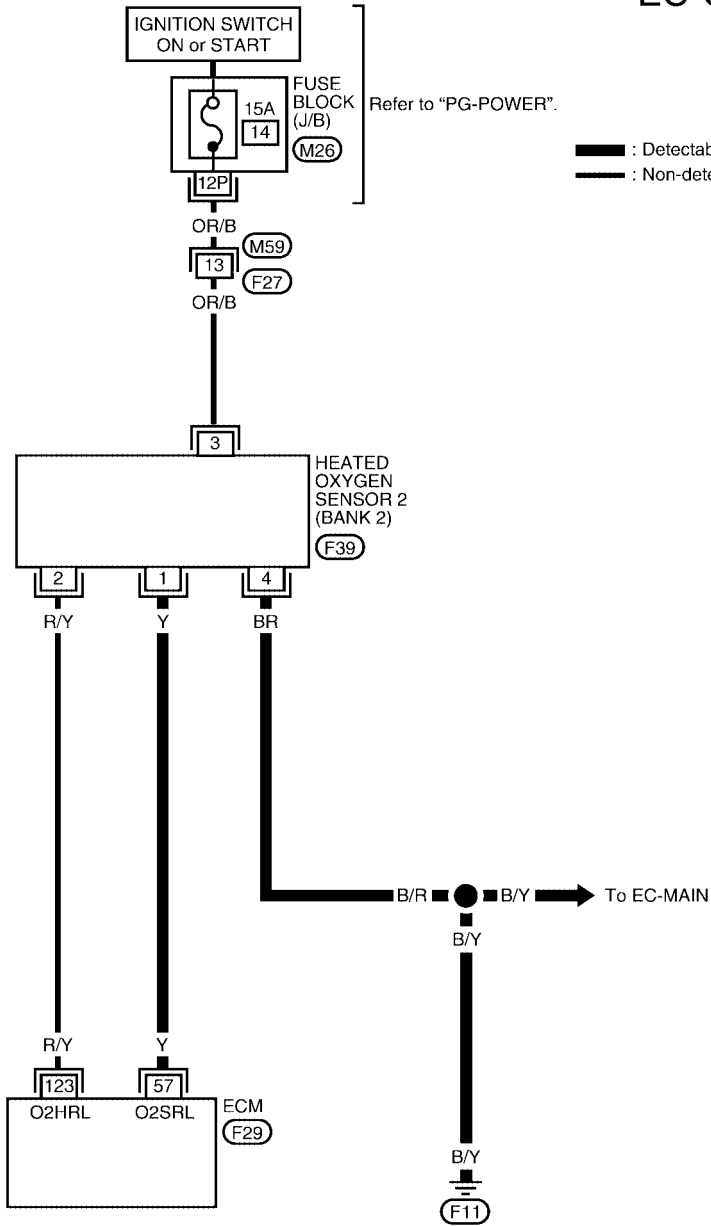 IGNITION SWITCH
ON or START
FUSE
BLOCK
(J/B)
15A
14
M26
Refer to "PG-POWER".
: Detectab
: Non-dete
12P
OR/B
M59
13
F27
OR/B
3
HEATED
OXYGEN
SENSOR 2
(BANK 2)
F39
2 1 4
R/Y Y BR
B/R B/Y To EC-MAIN
B/Y
R/Y Y
123 57
O2HRL O2SRL
ECM
F29
B/Y
F11